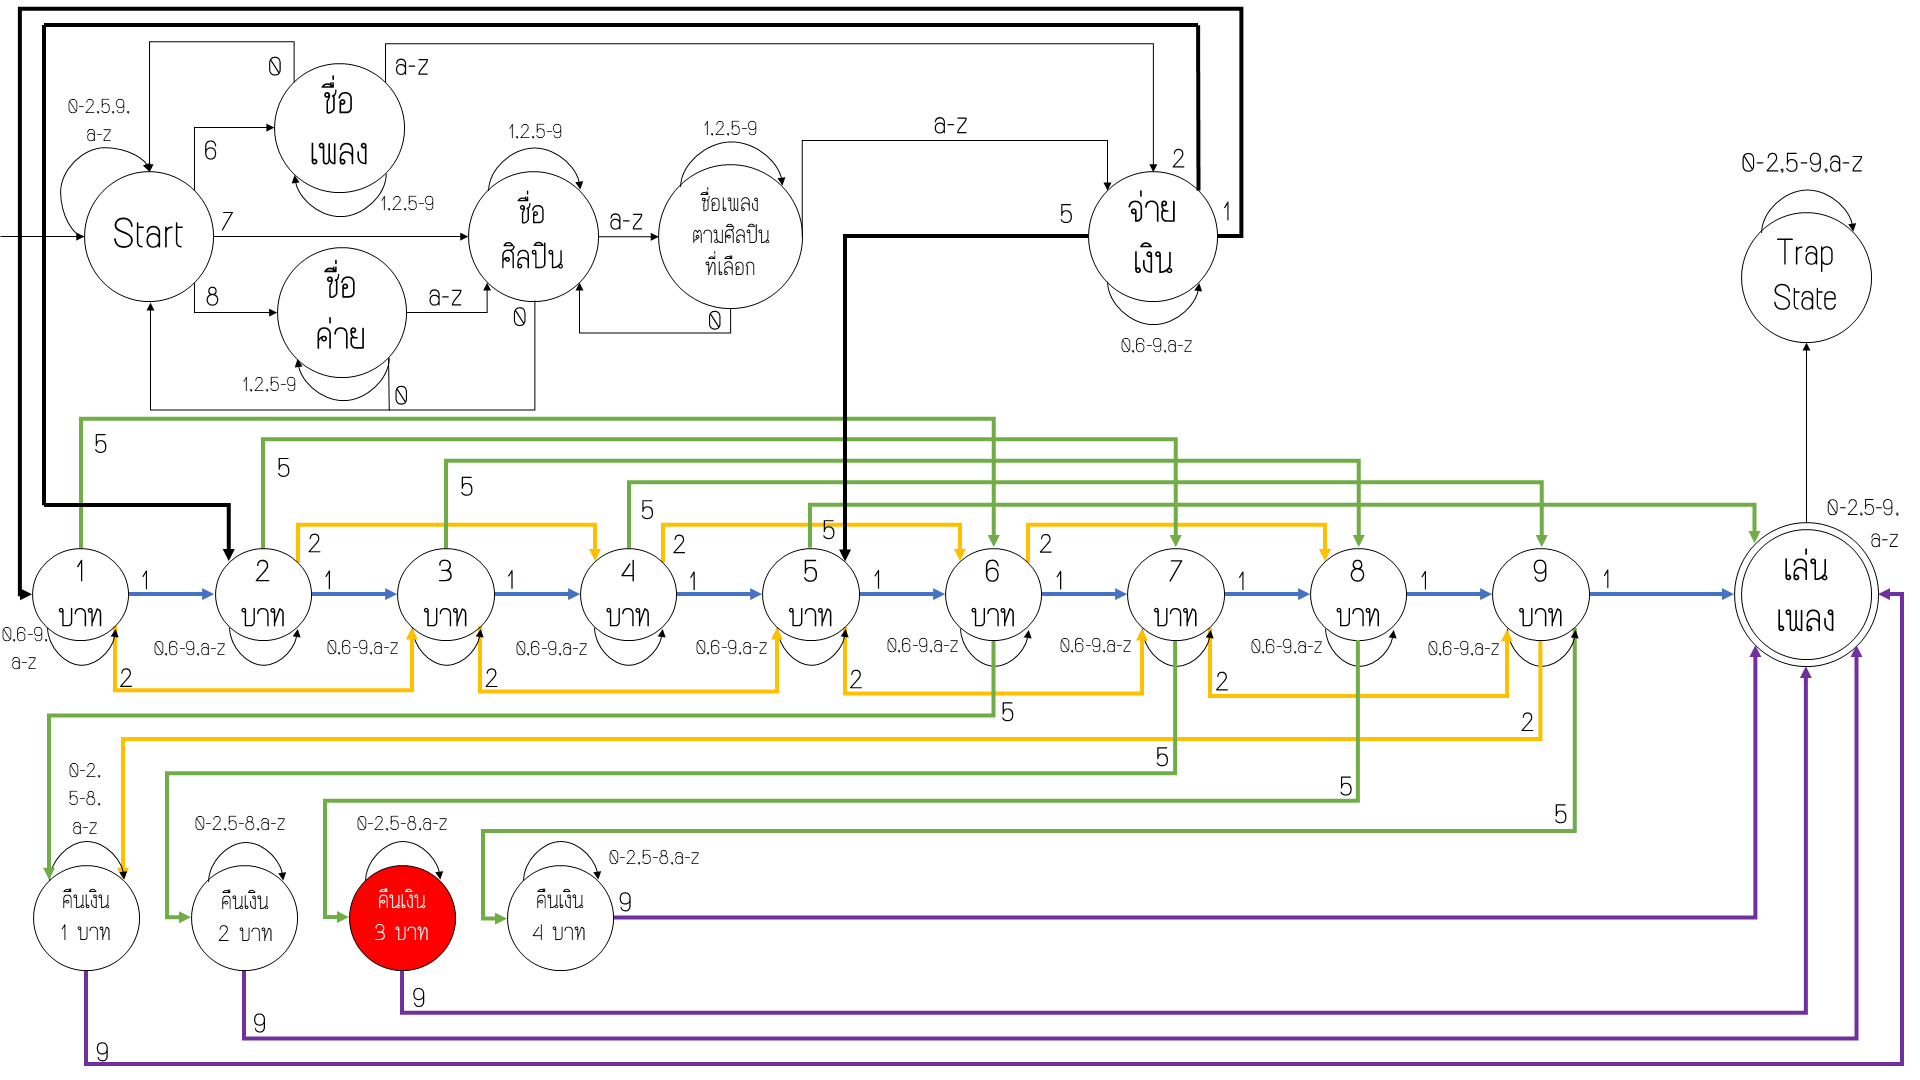 0
a-z
ชื่อ
เพลง
0-2,5,9,
a-z
6
1,2,5-9
1,2,5-9
1,2,5-9
a-z
2
0-2,5-9,a-z
Start
7
ชื่อ
ศิลปิน
a-z
ชื่อเพลง
ตามศิลปิน
ที่เลือก
5
จ่าย
เงิน
1
Trap
State
8
ชื่อ
ค่าย
a-z
0
0
0,6-9,a-z
1,2,5-9
0
5
5
5
5
5
0-2,5-9,
a-z
2
2
2
1
บาท
1
2
บาท
1
3
บาท
1
4
บาท
1
5
บาท
1
6
บาท
1
7
บาท
1
8
บาท
1
9
บาท
1
เล่น
เพลง
0,6-9,
a-z
0,6-9,a-z
0,6-9,a-z
0,6-9,a-z
0,6-9,a-z
0,6-9,a-z
0,6-9,a-z
0,6-9,a-z
0,6-9,a-z
2
2
2
2
5
2
5
5
5
0-2,
5-8,
a-z
0-2,5-8,a-z
0-2,5-8,a-z
0-2,5-8,a-z
คืนเงิน
1 บาท
คืนเงิน
2 บาท
คืนเงิน
3 บาท
คืนเงิน
4 บาท
9
9
9
9